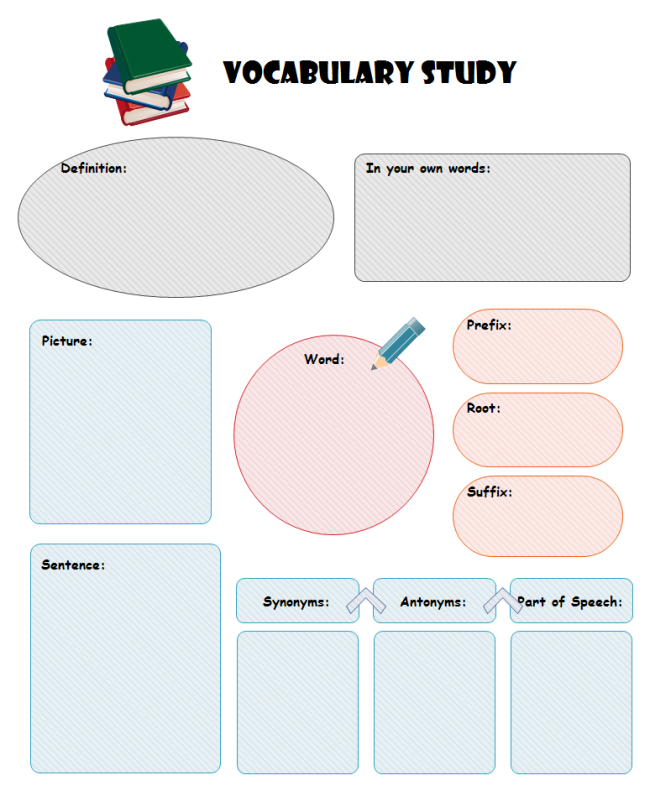 VOCABULARY STUDY
Definition:
In your own words:
Picture:
Word:
Prefix:
Root:
Suffix:
Sentence:
Synonyms:
Antonyms:
Part of Speech: